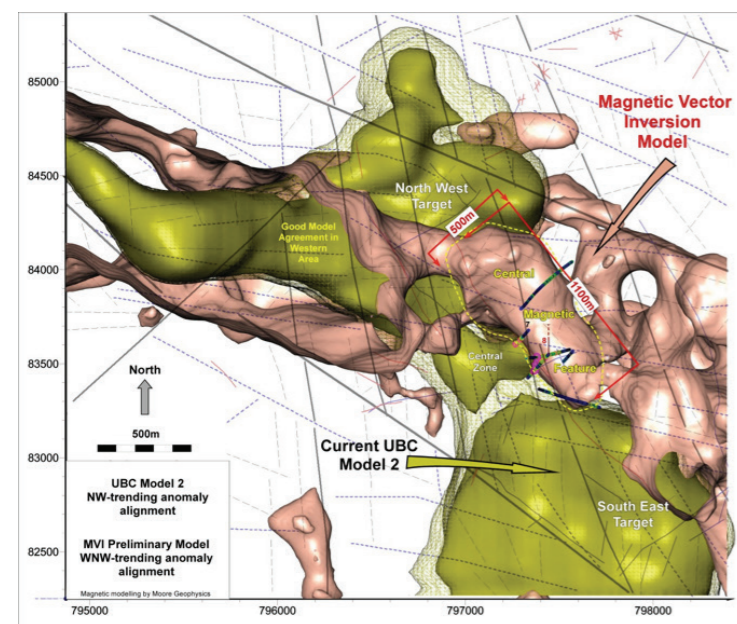 85000
84500
84000
83500
83000
82500
795000
796000
797000
798000
Magnetic Vector
Inversion
Model
North West
Target
500m
1100m
Good Model
Agreement in
Western
Area
Central
Magnetic
Feature
Central
Zone
North
500m
Current UBC
Model 2
South East
Target
UBC Model 2
NW-trending anomaly
alignment
MVI Preliminary Model
WNW-trending anomaly
alignment
Magnetic modelling by Moore Geophysics